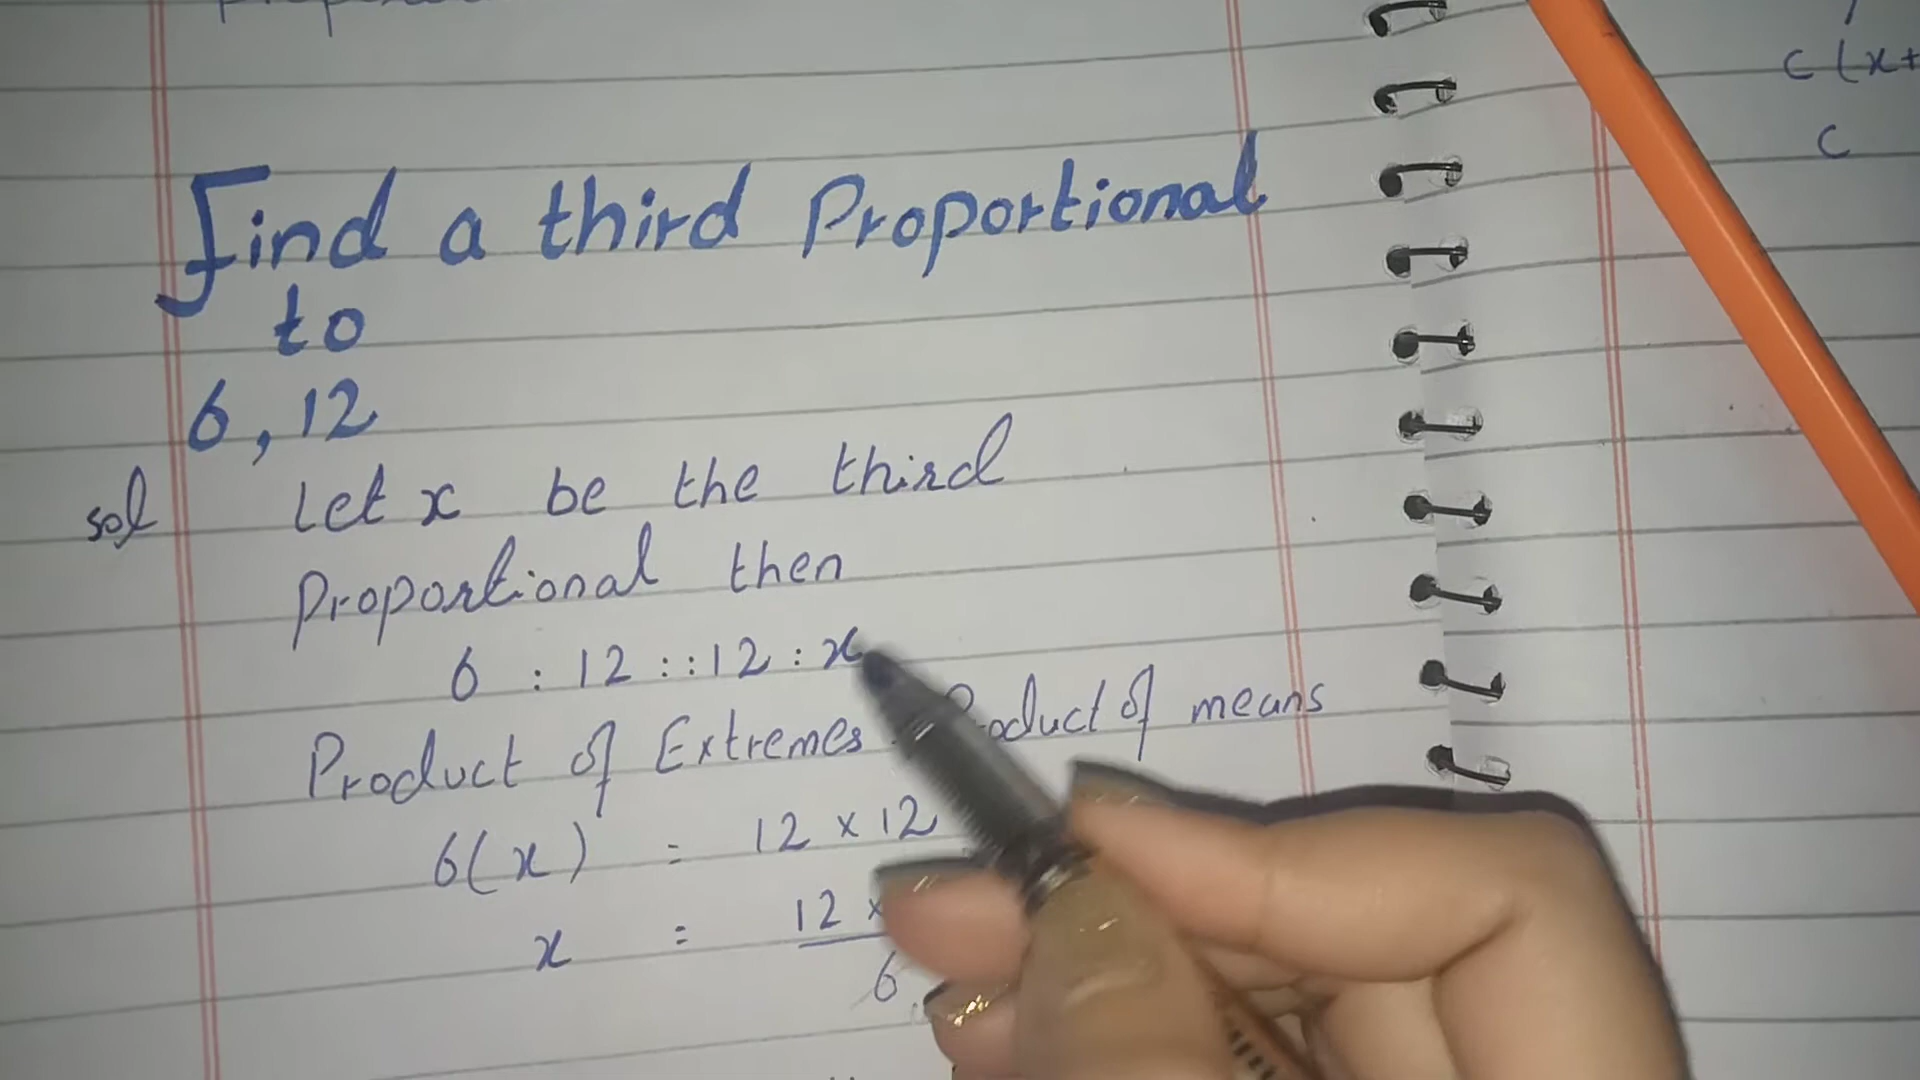 Find a third Proportional
to
6, 12
sol Let x be the third
Proportional then
6 : 12 :: 12 : x
Product of Extremes Product of means
6(x) = 12 × 12
x = 12 ×
6
c(x+
c